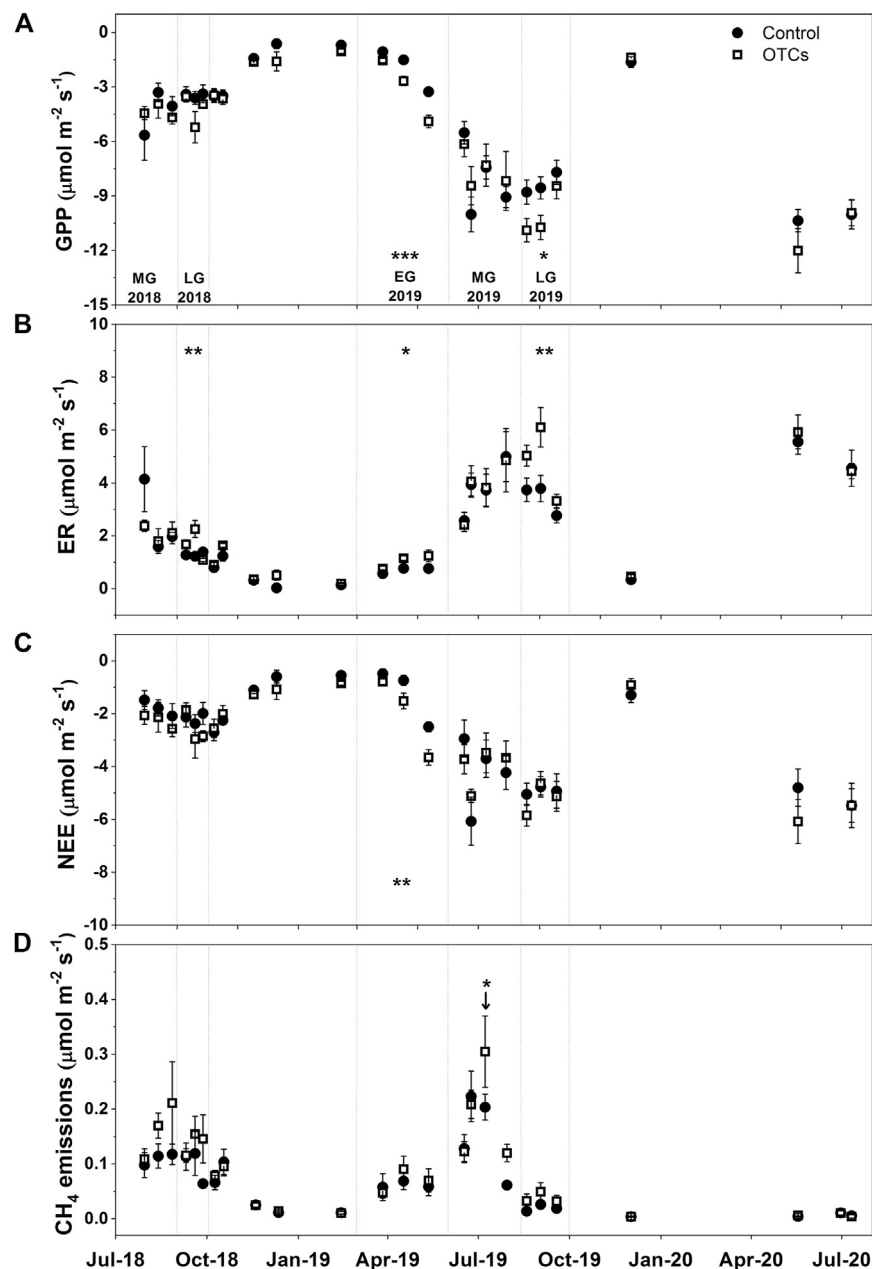 A
0
-3
-6
-9
-12
-15
GPP (μmol m⁻² s⁻¹)
Control
OTCs
***
*
MG 2018
LG 2018
EG 2019
MG 2019
LG 2019
B
10
8
6
4
2
0
ER (μmol m⁻² s⁻¹)
**
*
**
C
0
-2
-4
-6
-8
-10
NEE (μmol m⁻² s⁻¹)
**
D
0.5
0.4
0.3
0.2
0.1
0.0
CH₄ emissions (μmol m⁻² s⁻¹)
*
Jul-18 Oct-18 Jan-19 Apr-19 Jul-19 Oct-19 Jan-20 Apr-20 Jul-20